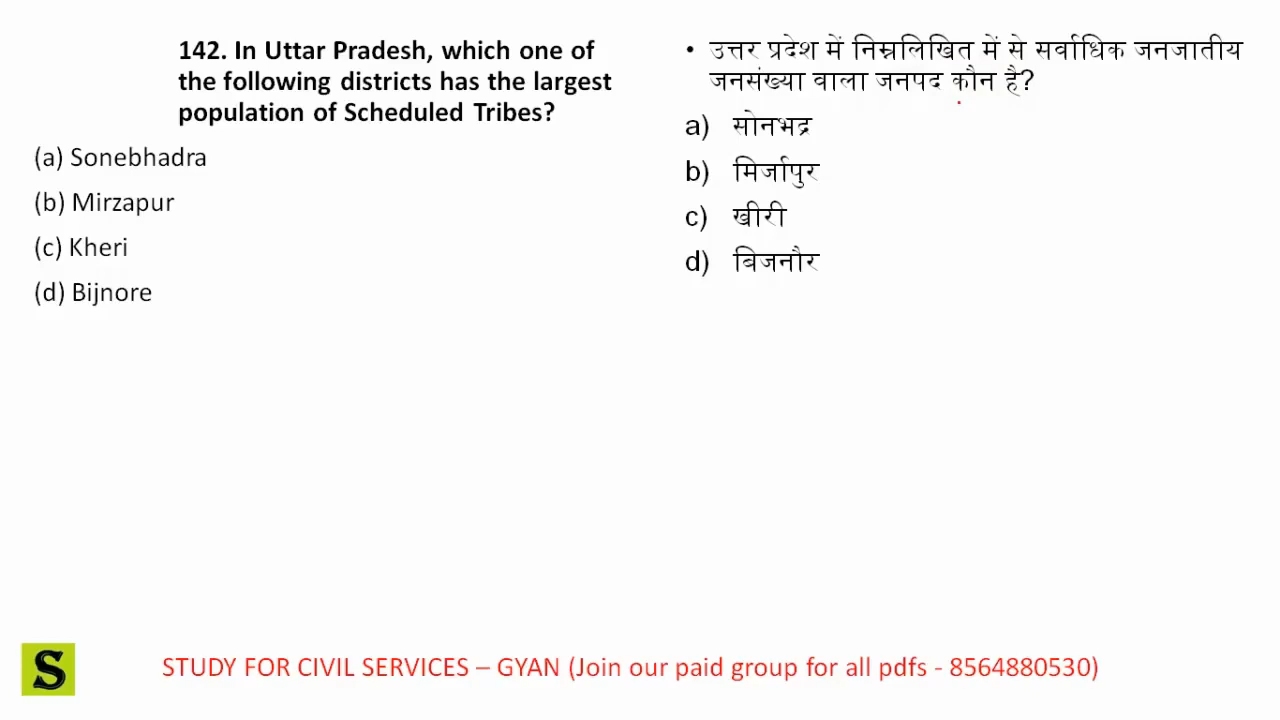 142. In Uttar Pradesh, which one of
the following districts has the largest
population of Scheduled Tribes?
(a) Sonebhadra
(b) Mirzapur
(c) Kheri
(d) Bijnore
• उत्तर प्रदेश में निम्नलिखित में से सर्वाधिक जनजातीय
जनसंख्या वाला जनपद कौन है?
a) सोनभद्र
b) मिर्जापुर
c) खीरी
d) बिजनौर
S
STUDY FOR CIVIL SERVICES – GYAN (Join our paid group for all pdfs - 8564880530)